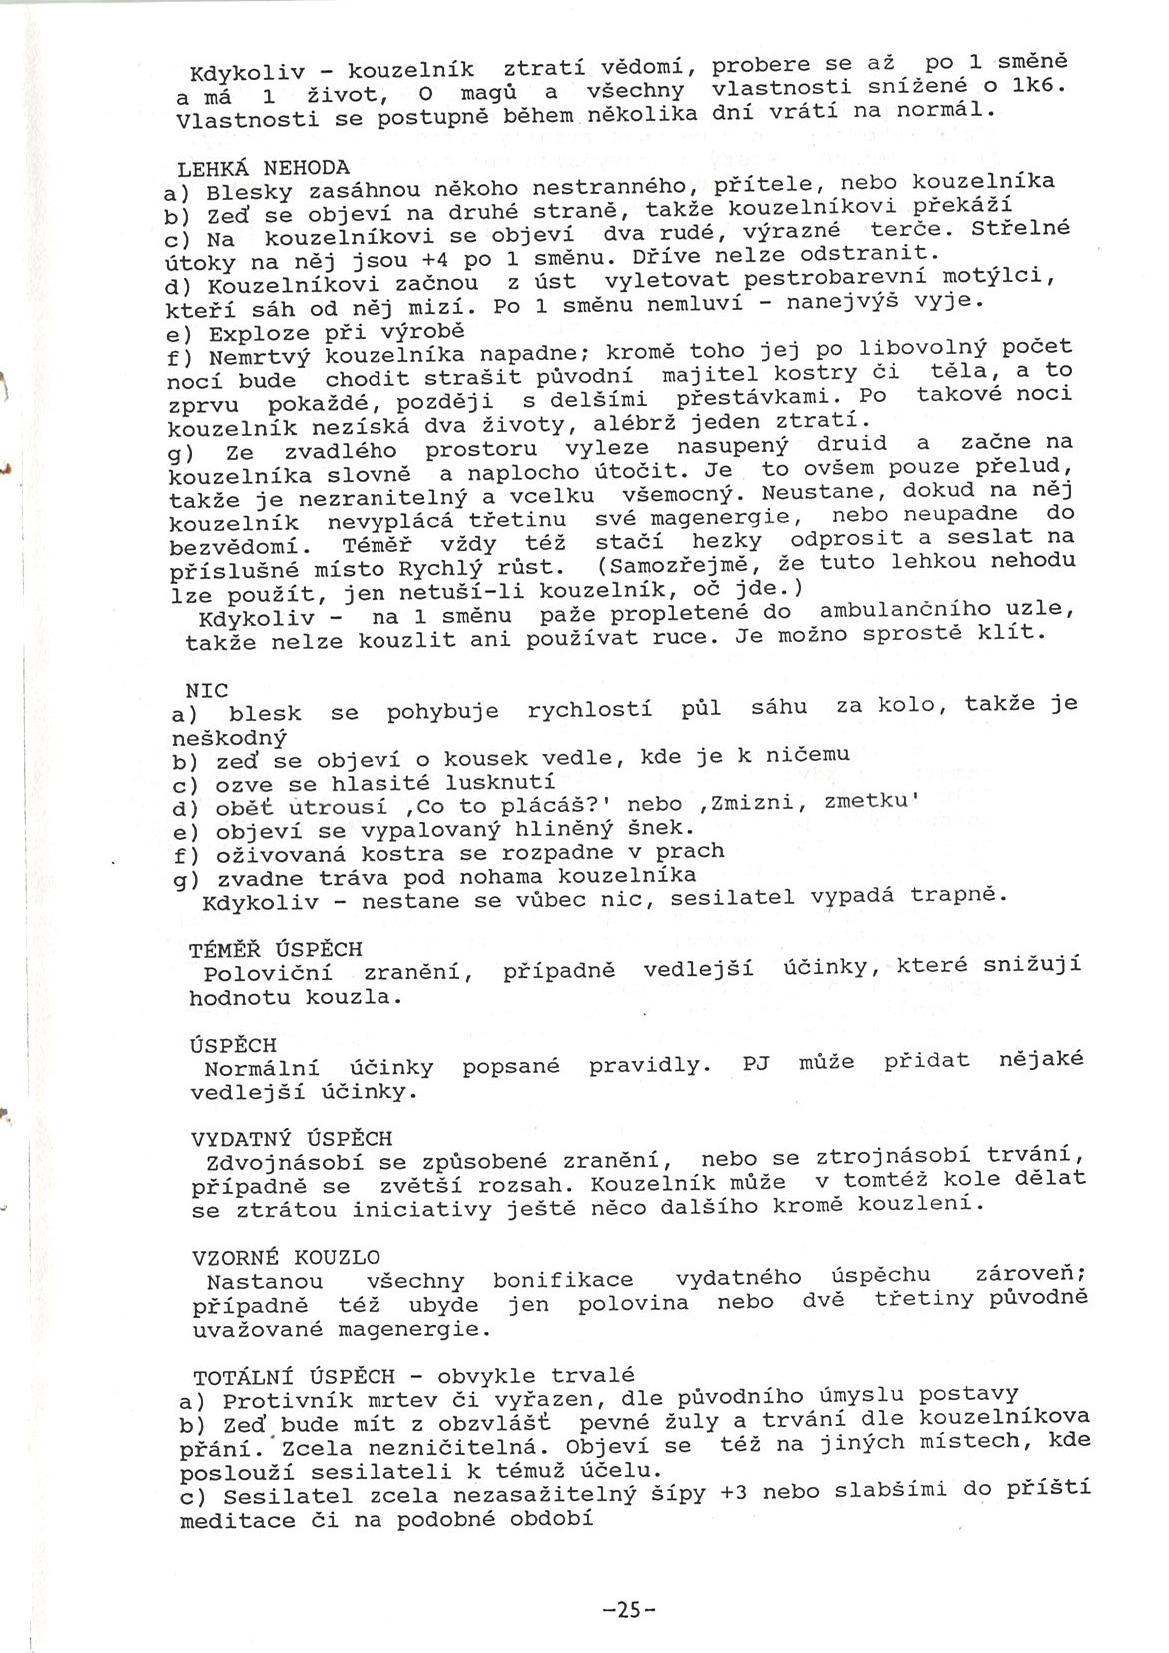 Kdykoliv - kouzelník ztratí vědomí, probere se až po 1 směně
a má 1 život, O magů a všechny vlastnosti snížené o 1k6.
Vlastnosti se postupně během několika dní vrátí na normál.
LEHKÁ NEHODA
a) Blesky zasáhnou někoho nestranného, přítele, nebo kouzelníka
b) Zeď se objeví na druhé straně, takže kouzelníkovi překáží
c) Na kouzelníkovi se objeví dva rudé, výrazné terče. Střelné
útoky na něj jsou +4 po 1 směnu. Dříve nelze odstranit.
d) Kouzelníkovi začnou z úst vyletovat pestrobarevní motýlci,
kteří sáh od něj mizí. Po 1 směnu nemluví - nanejvýš vyje.
e) Exploze při výrobě
f) Nemrtvý kouzelníka napadne; kromě toho jej po libovolný počet
nocí bude chodit strašit původní majitel kostry či těla, a to
zprvu pokaždé, později s delšími přestávkami. Po takové noci
kouzelník nezíská dva životy, alébrž jeden ztratí.
g) Ze zvadlého prostoru vyleze nasupený druid a začne na
kouzelníka slovně a naplocho útočit. Je to ovšem pouze přelud,
takže je nezranitelný a vcelku všemocný. Neustane, dokud na něj
kouzelník nevyplácá třetinu své magenergie, nebo neupadne do
bezvědomí. Téměř vždy též stačí hezky odprosit a seslat na
příslušné místo Rychlý růst. (Samozřejmě, že tuto lehkou nehodu
lze použít, jen netuší-li kouzelník, oč jde.)
Kdykoliv - na 1 směnu paže propletené do ambulančního uzle,
takže nelze kouzlit ani používat ruce. Je možno sprostě klít.
NIC
a) blesk se pohybuje rychlostí půl sáhu za kolo, takže je
neškodný
b) zeď se objeví o kousek vedle, kde je k ničemu
c) ozve se hlasité lusknutí
d) oběť utrousí ‚Co to plácáš?' nebo ‚Zmizni, zmetku'
e) objeví se vypalovaný hliněný šnek.
f) oživovaná kostra se rozpadne v prach
g) zvadne tráva pod nohama kouzelníka
Kdykoliv - nestane se vůbec nic, sesilatel vypadá trapně.
TÉMĚŘ ÚSPĚCH
Poloviční zranění, případně vedlejší účinky, které snižují
hodnotu kouzla.
ÚSPĚCH
Normální účinky popsané pravidly. PJ může přidat nějaké
vedlejší účinky.
VYDATNÝ ÚSPĚCH
Zdvojnásobí se způsobené zranění, nebo se ztrojnásobí trvání,
případně se zvětší rozsah. Kouzelník může v tomtéž kole dělat
se ztrátou iniciativy ještě něco dalšího kromě kouzlení.
VZORNÉ KOUZLO
Nastanou všechny bonifikace vydatného úspěchu zároveň;
případně též ubyde jen polovina nebo dvě třetiny původně
uvažované magenergie.
TOTÁLNÍ ÚSPĚCH - obvykle trvalé
a) Protivník mrtev či vyřazen, dle původního úmyslu postavy
b) Zeď bude mít z obzvlášť pevné žuly a trvání dle kouzelníkova
přání. Zcela nezničitelná. Objeví se též na jiných místech, kde
poslouží sesilateli k témuž účelu.
c) Sesilatel zcela nezasažitelný šípy +3 nebo slabšími do příští
meditace či na podobné období
-25-